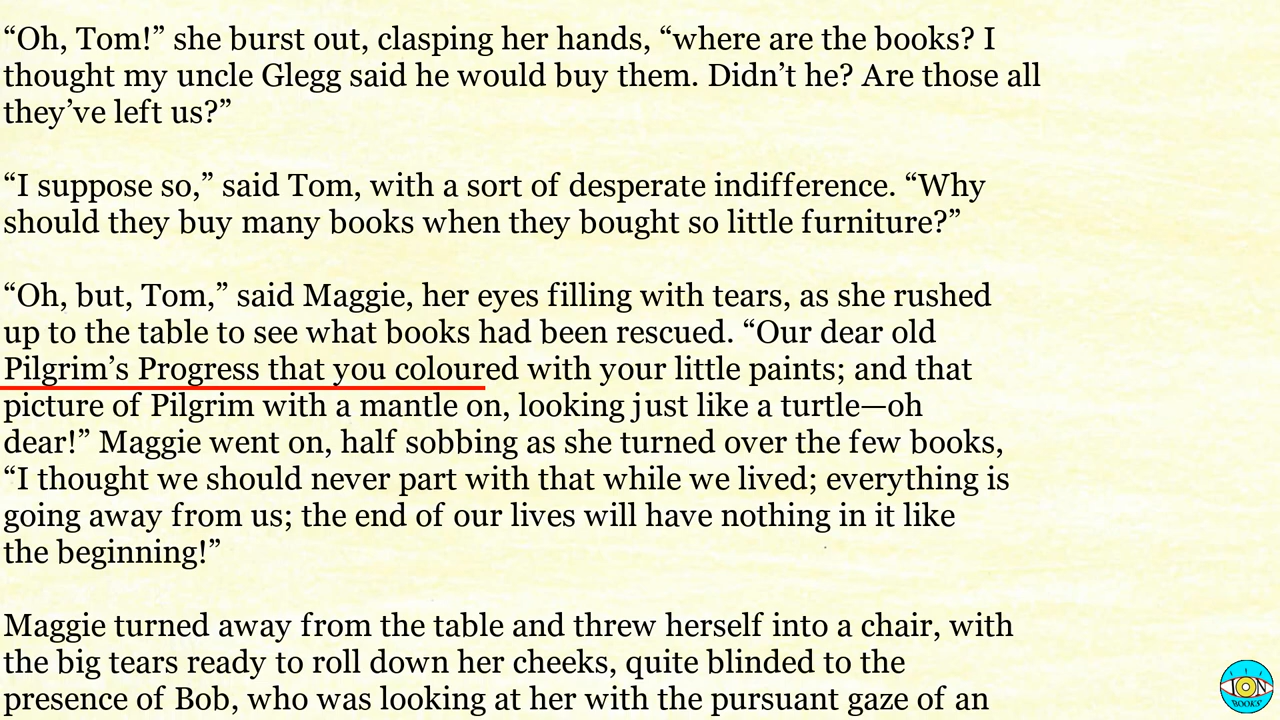 “Oh, Tom!” she burst out, clasping her hands, “where are the books? I
thought my uncle Glegg said he would buy them. Didn’t he? Are those all
they’ve left us?”
“I suppose so,” said Tom, with a sort of desperate indifference. “Why
should they buy many books when they bought so little furniture?”
“Oh, but, Tom,” said Maggie, her eyes filling with tears, as she rushed
up to the table to see what books had been rescued. “Our dear old
Pilgrim’s Progress that you coloured with your little paints; and that
picture of Pilgrim with a mantle on, looking just like a turtle—oh
dear!” Maggie went on, half sobbing as she turned over the few books,
“I thought we should never part with that while we lived; everything is
going away from us; the end of our lives will have nothing in it like
the beginning!”
Maggie turned away from the table and threw herself into a chair, with
the big tears ready to roll down her cheeks, quite blinded to the
presence of Bob, who was looking at her with the pursuant gaze of an
ION
BOOKS